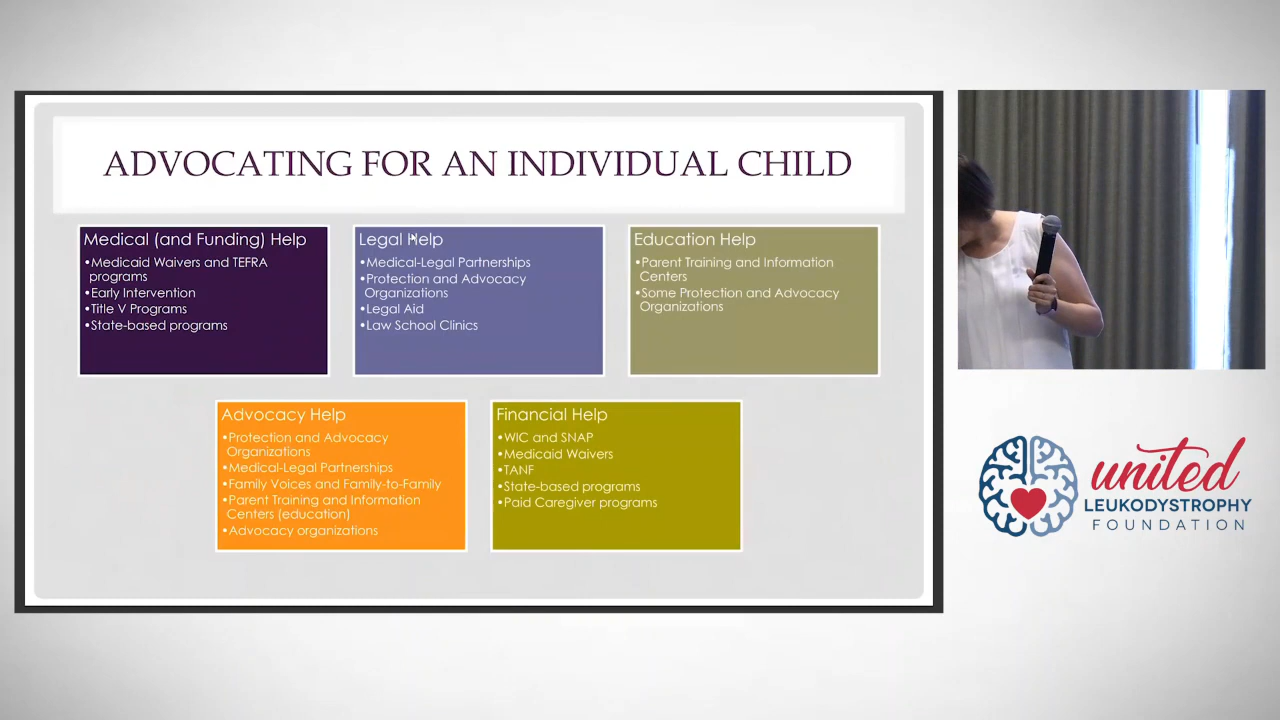 ADVOCATING FOR AN INDIVIDUAL CHILD
Medical (and Funding) Help
•Medicaid Waivers and TEFRA
programs
•Early Intervention
•Title V Programs
•State-based programs
Legal Help
•Medical-Legal Partnerships
•Protection and Advocacy
Organizations
•Legal Aid
•Law School Clinics
Education Help
•Parent Training and Information
Centers
•Some Protection and Advocacy
Organizations
Advocacy Help
•Protection and Advocacy
Organizations
•Medical-Legal Partnerships
•Family Voices and Family-to-Family
•Parent Training and Information
Centers (education)
•Advocacy organizations
Financial Help
•WIC and SNAP
•Medicaid Waivers
•TANF
•State-based programs
•Paid Caregiver programs
united
LEUKODYSTROPHY
FOUNDATION